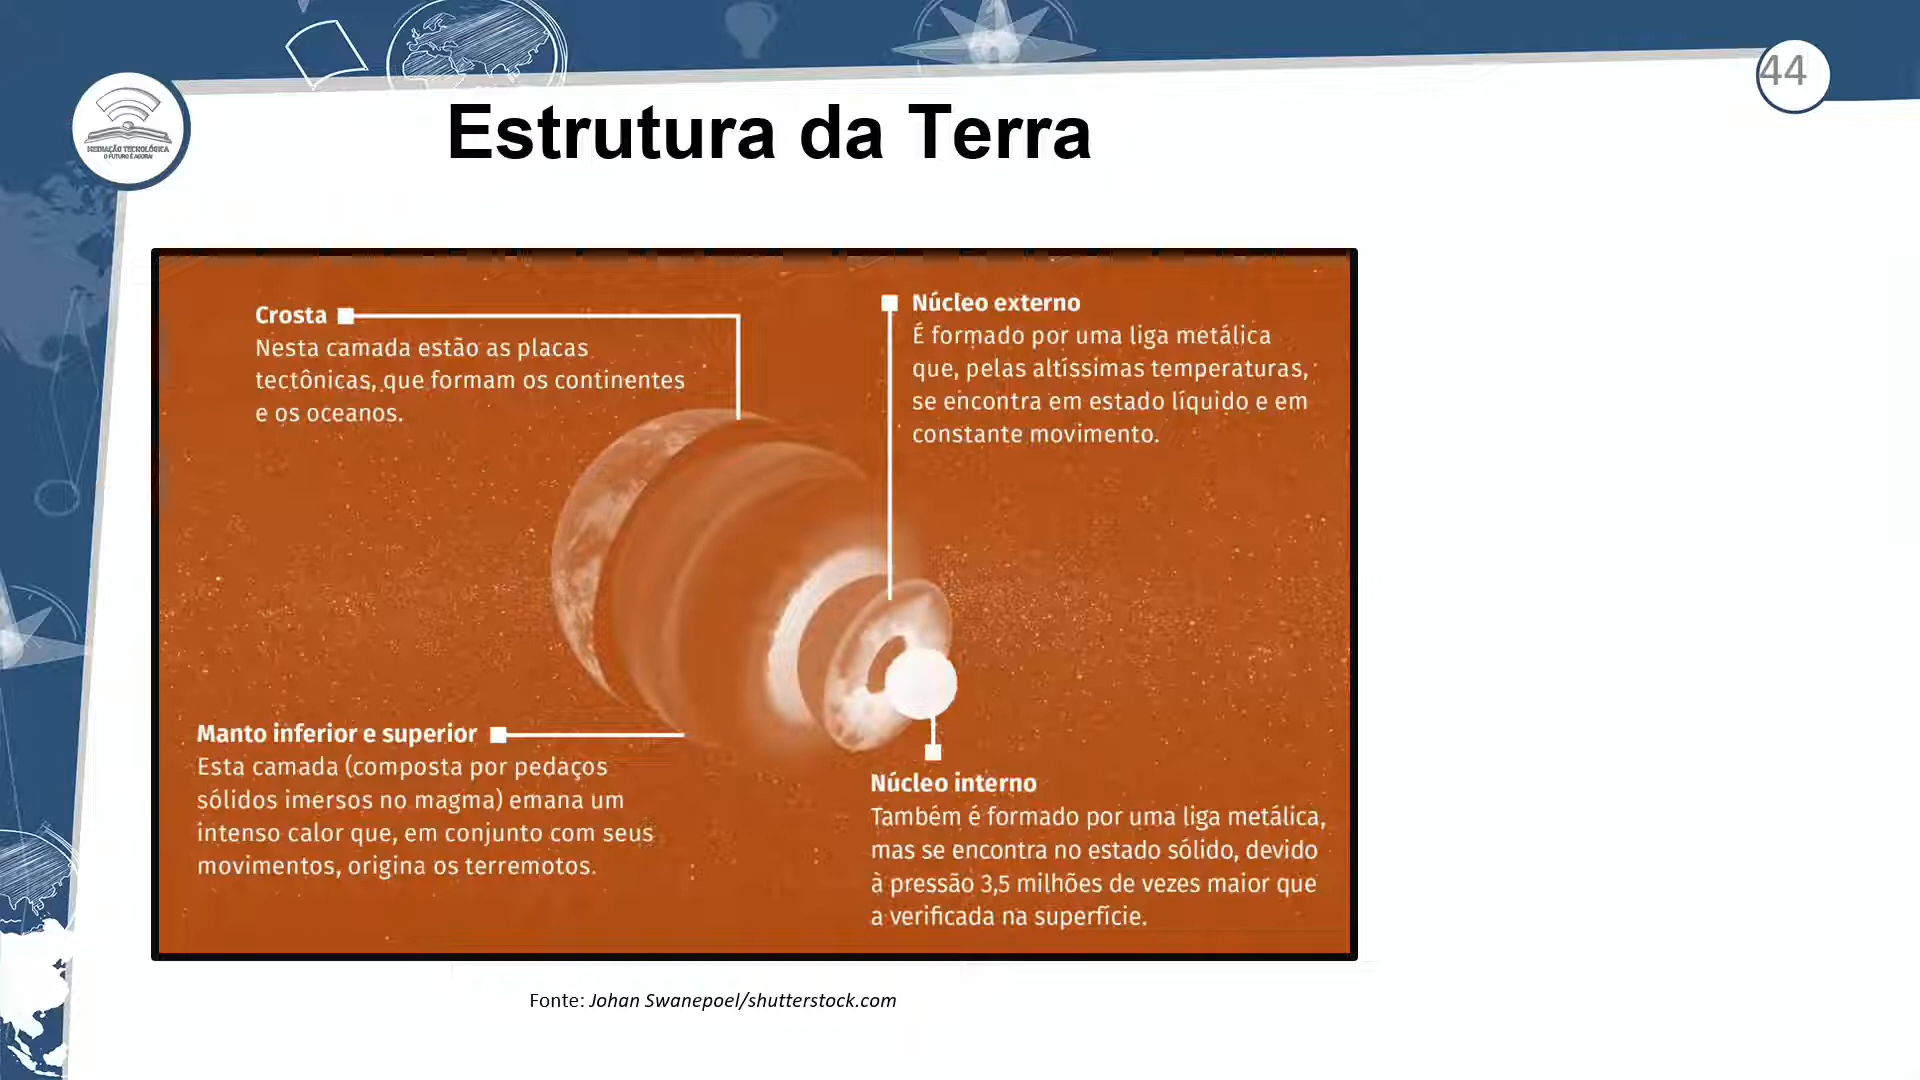 44
MEDIAÇÃO TECNOLÓGICA
O FUTURO É AGORA!
Estrutura da Terra
Crosta
Nesta camada estão as placas
tectônicas, que formam os continentes
e os oceanos.
Núcleo externo
É formado por uma liga metálica
que, pelas altíssimas temperaturas,
se encontra em estado líquido e em
constante movimento.
Manto inferior e superior
Esta camada (composta por pedaços
sólidos imersos no magma) emana um
intenso calor que, em conjunto com seus
movimentos, origina os terremotos.
Núcleo interno
Também é formado por uma liga metálica,
mas se encontra no estado sólido, devido
à pressão 3,5 milhões de vezes maior que
a verificada na superfície.
Fonte: Johan Swanepoel/shutterstock.com